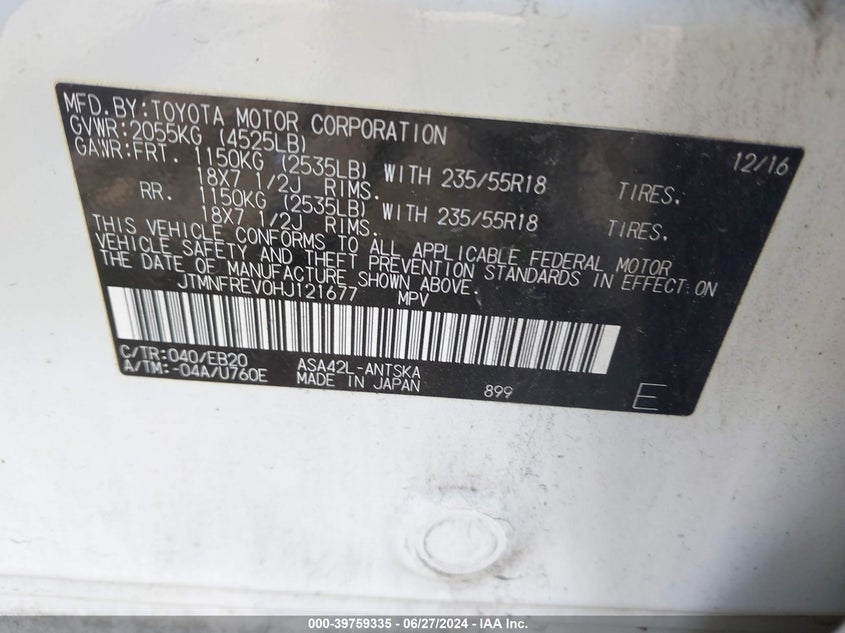 MFD.BY:TOYOTA MOTOR CORPORATION 12/16
GVWR:2055KG (4525LB)
GAWR:FRT. 1150KG (2535LB) WITH 235/55R18 TIRES.
18X7 1/2J RIMS.
RR. 1150KG (2535LB) WITH 235/55R18 TIRES.
18X7 1/2J RIMS.
THIS VEHICLE CONFORMS TO ALL APPLICABLE FEDERAL MOTOR
VEHICLE SAFETY AND THEFT PREVENTION STANDARDS IN EFFECT ON
THE DATE OF MANUFACTURE SHOWN ABOVE.
JTMNFREV0HJ121677 MPV
C/TR:040/EB20 ASA42L-ANTSKA
A/TM:-04A/U760E MADE IN JAPAN 899 E
000-39759335 - 06/27/2024 - IAA Inc.